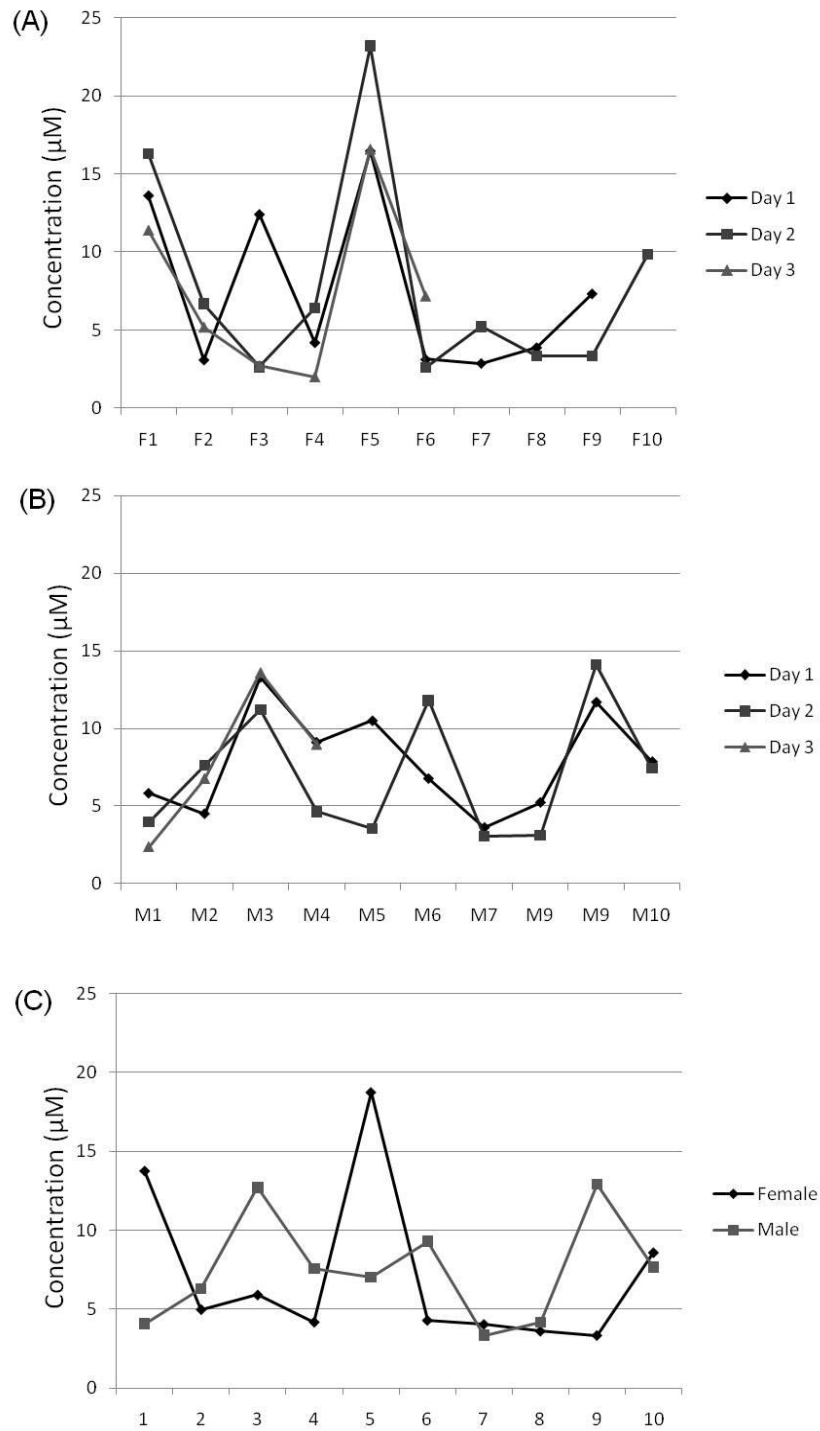 (A)
Concentration (µM)
25
20
15
10
5
0
F1 F2 F3 F4 F5 F6 F7 F8 F9 F10
Day 1
Day 2
Day 3
(B)
Concentration (µM)
25
20
15
10
5
0
M1 M2 M3 M4 M5 M6 M7 M9 M9 M10
Day 1
Day 2
Day 3
(C)
Concentration (µM)
25
20
15
10
5
0
1 2 3 4 5 6 7 8 9 10
Female
Male